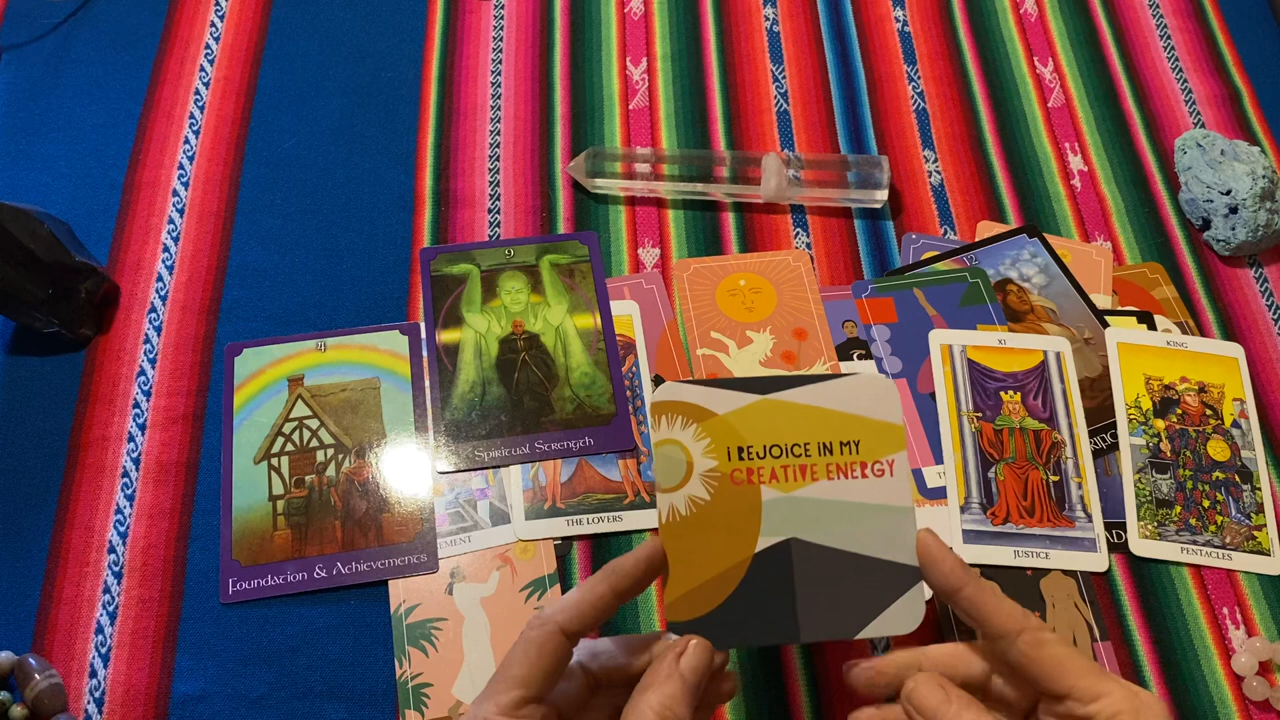 4
Foundation & Achievements
9
Spiritual Strength
EMENT
THE LOVERS
I REJOICE IN MY
CREATIVE ENERGY
12
XI
JUSTICE
KING
PENTACLES